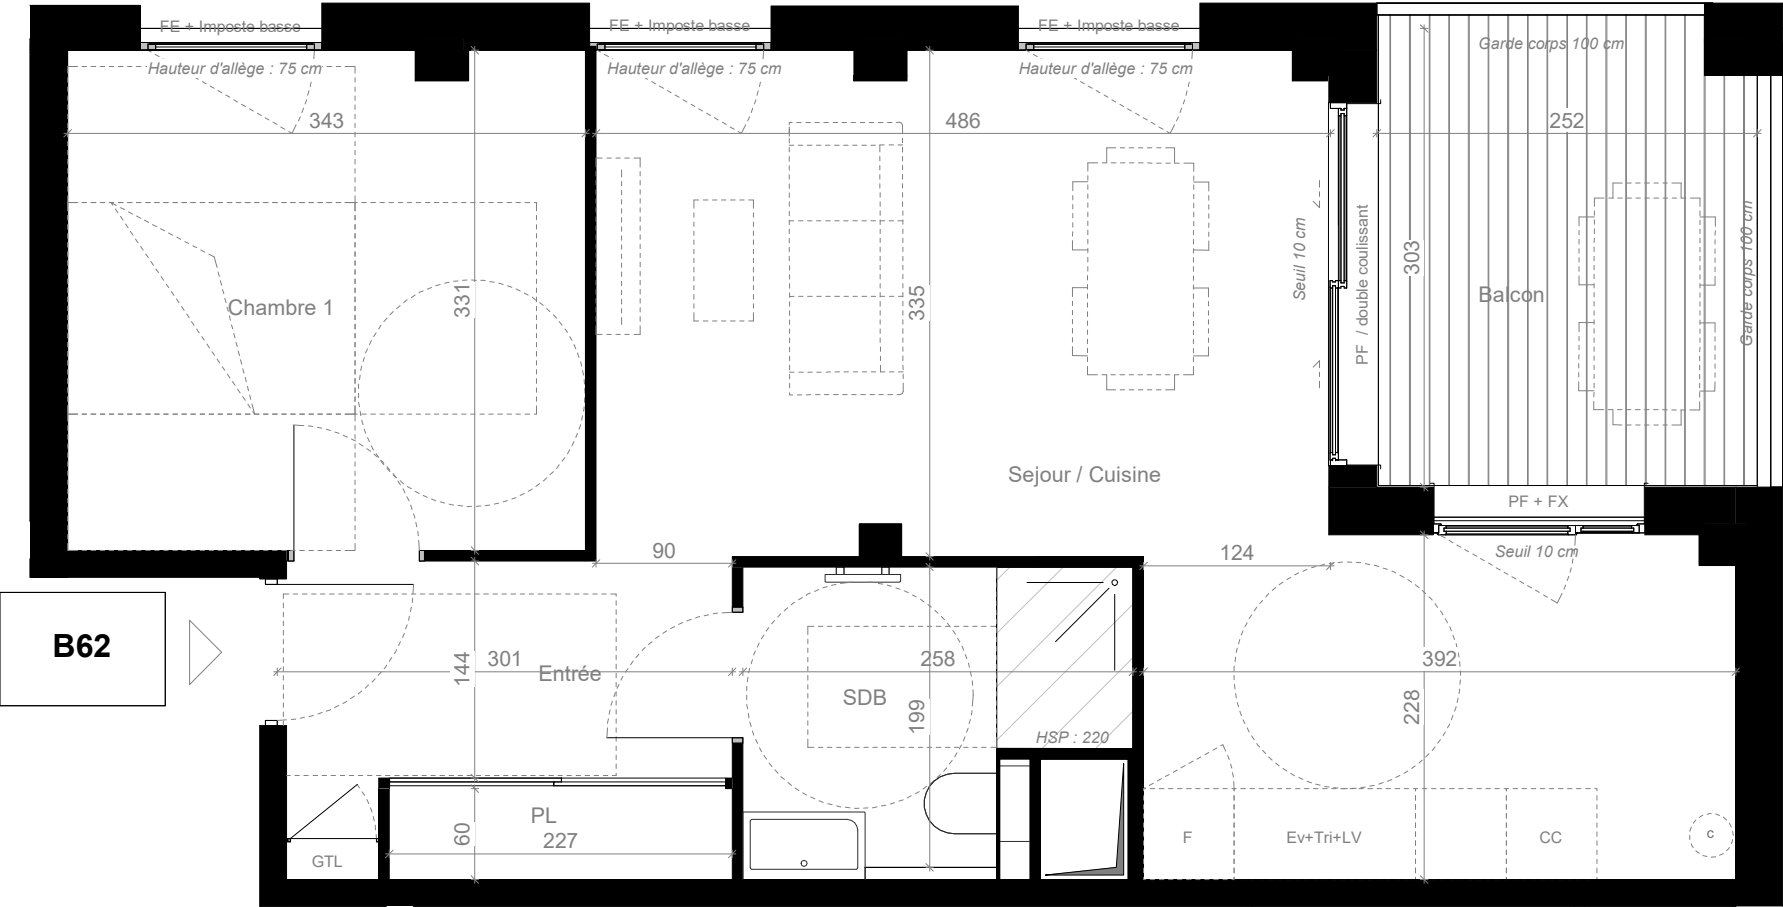 FE + Imposte basse
FE + Imposte basse
FE + Imposte basse
Garde corps 100 cm
Hauteur d'allège : 75 cm
Hauteur d'allège : 75 cm
Hauteur d'allège : 75 cm
343
486
252
Chambre 1
331
335
Seuil 10 cm
PF / double coulissant
303
Balcon
Garde corps 100 cm
Sejour / Cuisine
PF + FX
90
124
Seuil 10 cm
B62
144
301
Entrée
258
SDB
199
392
228
HSP : 220
PL
60
227
GTL
F
Ev+Tri+LV
CC
c